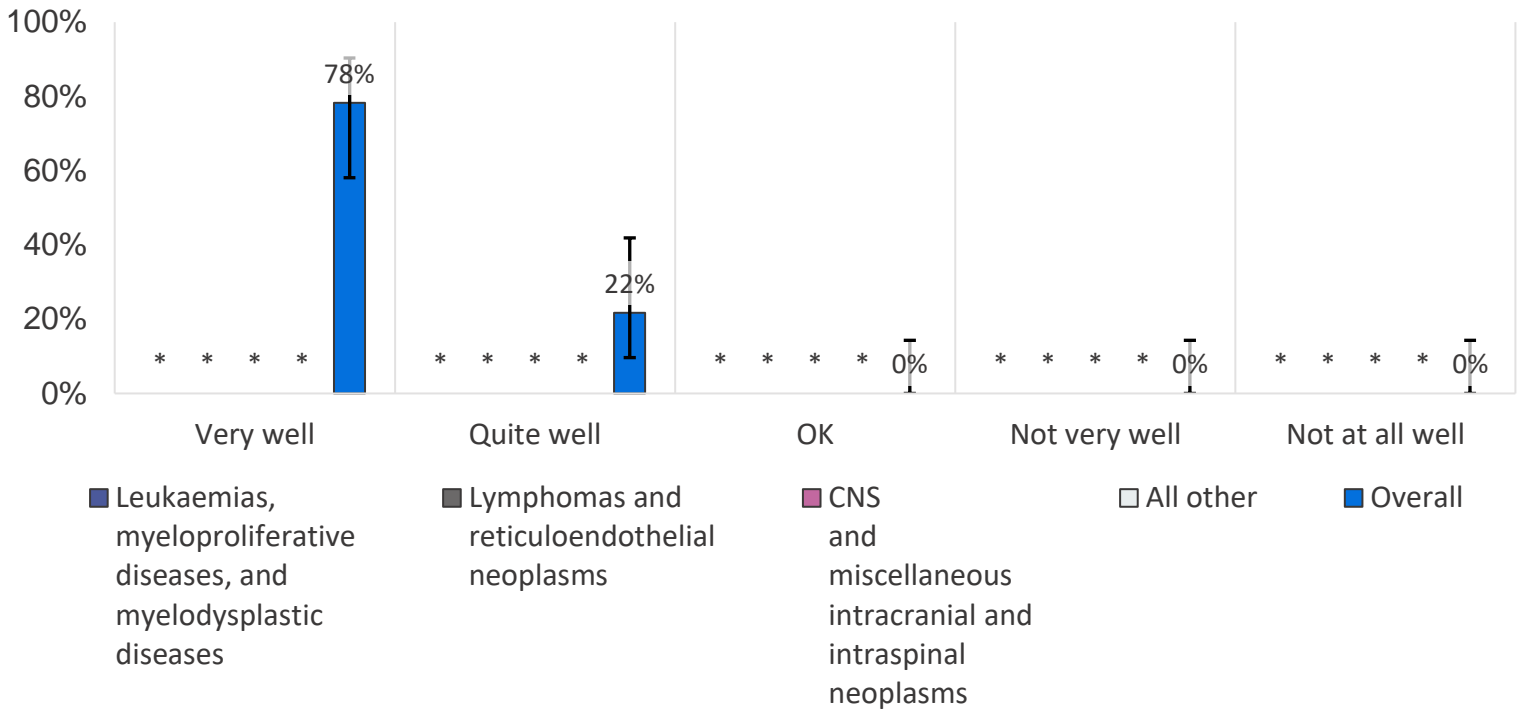 100%
80%
60%
40%
20%
0%
78%
22%
* * * * * * * * * * * * 0% * * * * 0% * * * * 0%
Very well Quite well OK Not very well Not at all well
Leukaemias,
myeloproliferative
diseases, and
myelodysplastic
diseases
Lymphomas and
reticuloendothelial
neoplasms
CNS
and
miscellaneous
intracranial and
intraspinal
neoplasms
All other
Overall